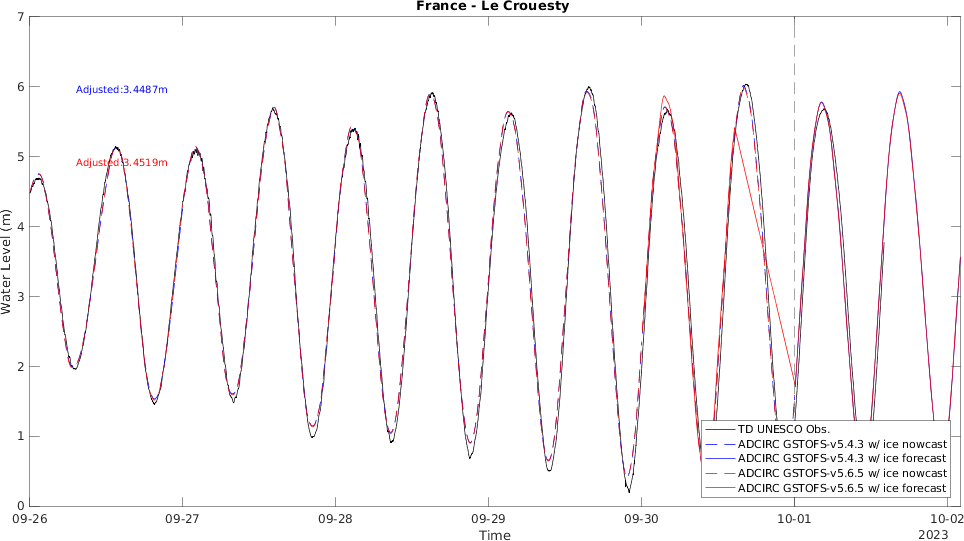 France - Le Crouesty
7
6
5
4
3
2
1
0
Water Level (m)
Adjusted:3.4487m
Adjusted:3.4519m
TD UNESCO Obs.
ADCIRC GSTOFS-v5.4.3 w/ ice nowcast
ADCIRC GSTOFS-v5.4.3 w/ ice forecast
ADCIRC GSTOFS-v5.6.5 w/ ice nowcast
ADCIRC GSTOFS-v5.6.5 w/ ice forecast
09-26 09-27 09-28 09-29 09-30 10-01 10-02
Time
2023